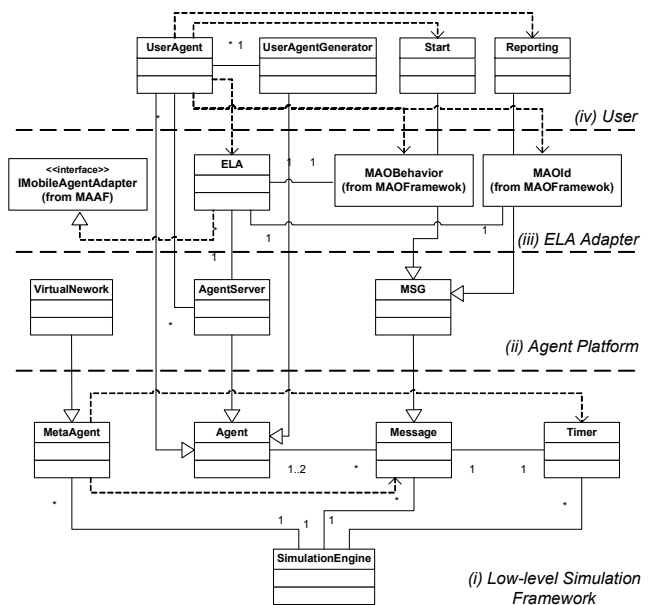 UserAgent
* 1
UserAgentGenerator
Start
Reporting
*
(iv) User
<<interface>>
IMobileAgentAdapter
(from MAAF)
ELA
1 1
MAOBehavior
(from MAOFramewok)
MAOId
(from MAOFramewok)
*
1
1
1
(iii) ELA Adapter
VirtualNework
AgentServer
MSG
*
(ii) Agent Platform
MetaAgent
Agent
Message
Timer
1..2
*
1
1
*
*
*
1
1
1
SimulationEngine
(i) Low-level Simulation
Framework